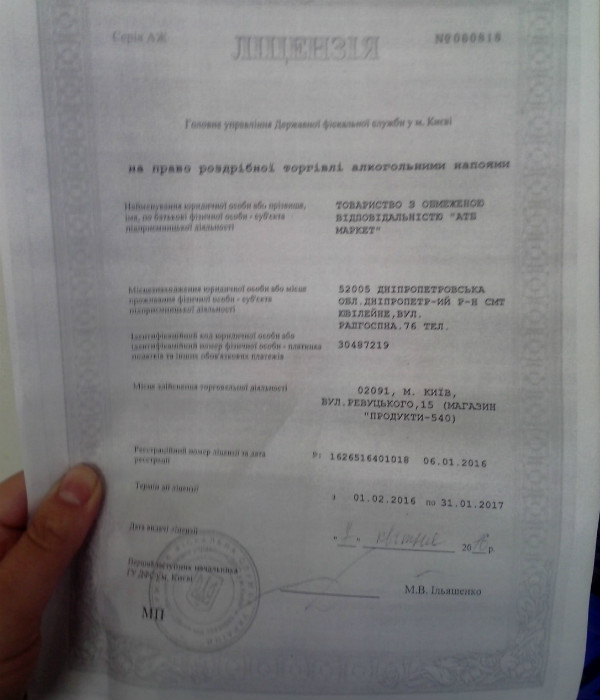 Серія АЖ
ЛІЦЕНЗІЯ
№080818
Головне управління Державної фіскальної служби у м. Києві
на право роздрібної торгівлі алкогольними напоями
Найменування юридичної особи або прізвище,
ім'я, по батькові фізичної особи - суб'єкта
підприємницької діяльності
ТОВАРИСТВО З ОБМЕЖЕНОЮ
ВІДПОВІДАЛЬНІСТЮ "АТБ
МАРКЕТ"
Місцезнаходження юридичної особи або місце
проживання фізичної особи - суб'єкта
підприємницької діяльності
52005 ДНІПРОПЕТРОВСЬКА
ОБЛ.ДНІПРОПЕТР-ИЙ Р-Н СМТ
ЮВІЛЕЙНЕ,ВУЛ.
РАДГОСПНА.76 ТЕЛ.
Ідентифікаційний код юридичної особи або
ідентифікаційний номер фізичної особи - платника
податків та інших обов'язкових платежів
30487219
Місце здійснення торговельної діяльності
02091, М. КИЇВ,
ВУЛ.РЕВУЦЬКОГО,15 (МАГАЗИН
"ПРОДУКТИ-540)
Реєстраційний номер ліцензії та дата
реєстрації
1626516401018 06.01.2016
Термін дії ліцензії
з 01.02.2016 по 31.01.2017
Дата видачі ліцензії
20 р.
Перший заступник начальника
ГУ ДФС у м. Києві
М.В. Ільяшенко
МП